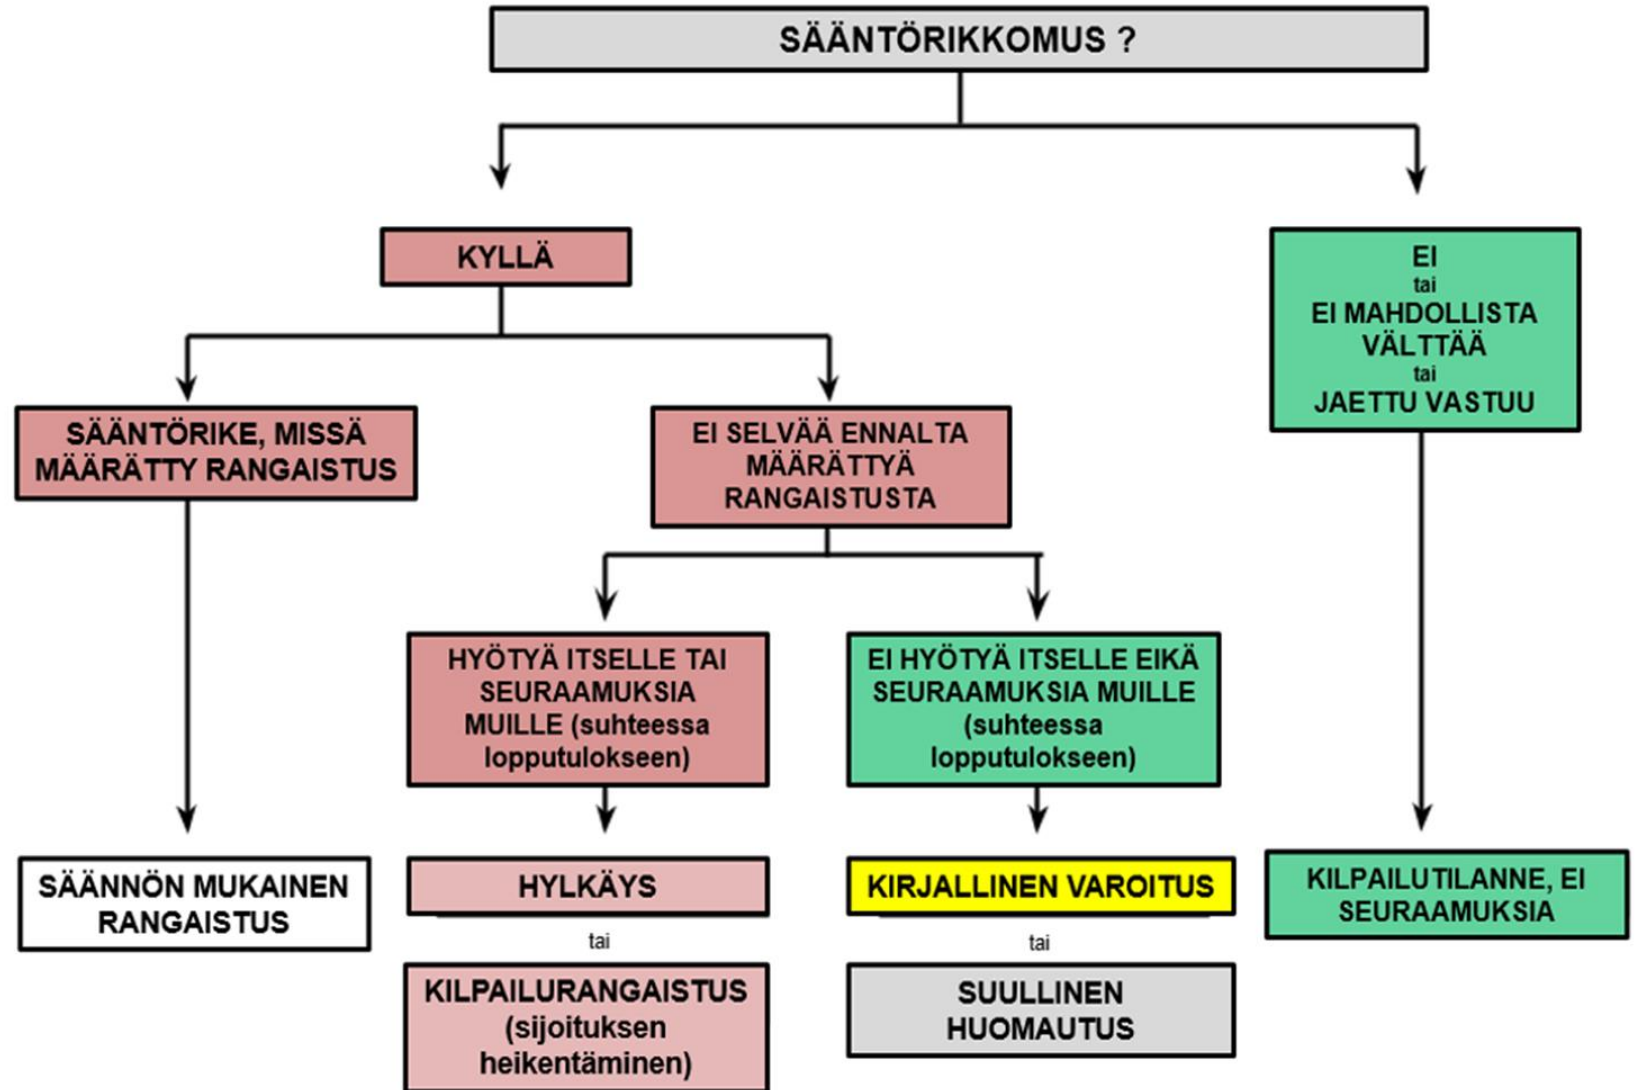 SÄÄNTÖRIKKOMUS ?
KYLLÄ
EI
tai
EI MAHDOLLISTA
VÄLTTÄÄ
tai
JAETTU VASTUU
SÄÄNTÖRIKE, MISSÄ
MÄÄRÄTTY RANGAISTUS
EI SELVÄÄ ENNALTA
MÄÄRÄTTYÄ
RANGAISTUSTA
HYÖTYÄ ITSELLE TAI
SEURAAMUKSIA
MUILLE (suhteessa
lopputulokseen)
EI HYÖTYÄ ITSELLE EIKÄ
SEURAAMUKSIA MUILLE
(suhteessa
lopputulokseen)
SÄÄNNÖN MUKAINEN
RANGAISTUS
HYLKÄYS
tai
KILPAILURANGAISTUS
(sijoituksen
heikentäminen)
KIRJALLINEN VAROITUS
tai
SUULLINEN
HUOMAUTUS
KILPAILUTILANNE, EI
SEURAAMUKSIA